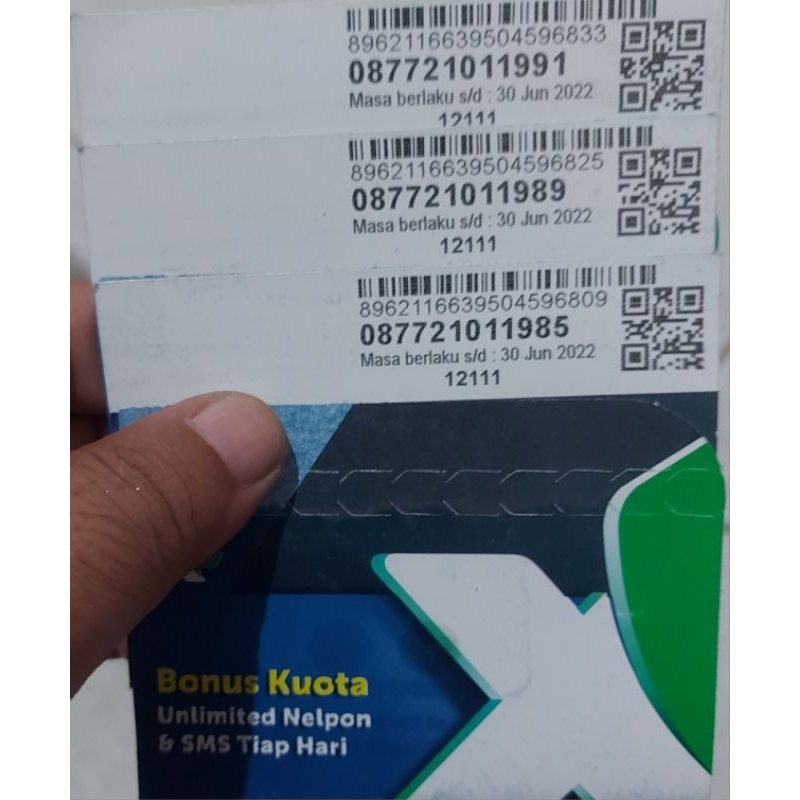 8962116639504596833
087721011991
Masa berlaku s/d : 30 Jun 2022
12111
8962116639504596825
087721011989
Masa berlaku s/d : 30 Jun 2022
12111
8962116639504596809
087721011985
Masa berlaku s/d : 30 Jun 2022
12111
Bonus Kuota
Unlimited Nelpon
& SMS Tiap Hari